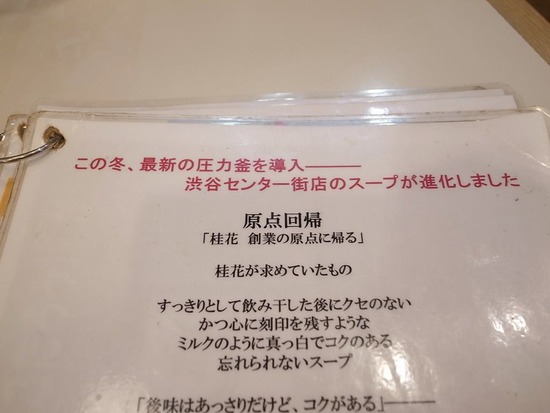 この冬、最新の圧力釜を導入―――
渋谷センター街店のスープが進化しました
原点回帰
「桂花 創業の原点に帰る」
桂花が求めていたもの
すっきりとして飲み干した後にクセのない
かつ心に刻印を残すような
ミルクのように真っ白でコクのある
忘れられないスープ
「後味はあっさりだけど、コクがある」―――